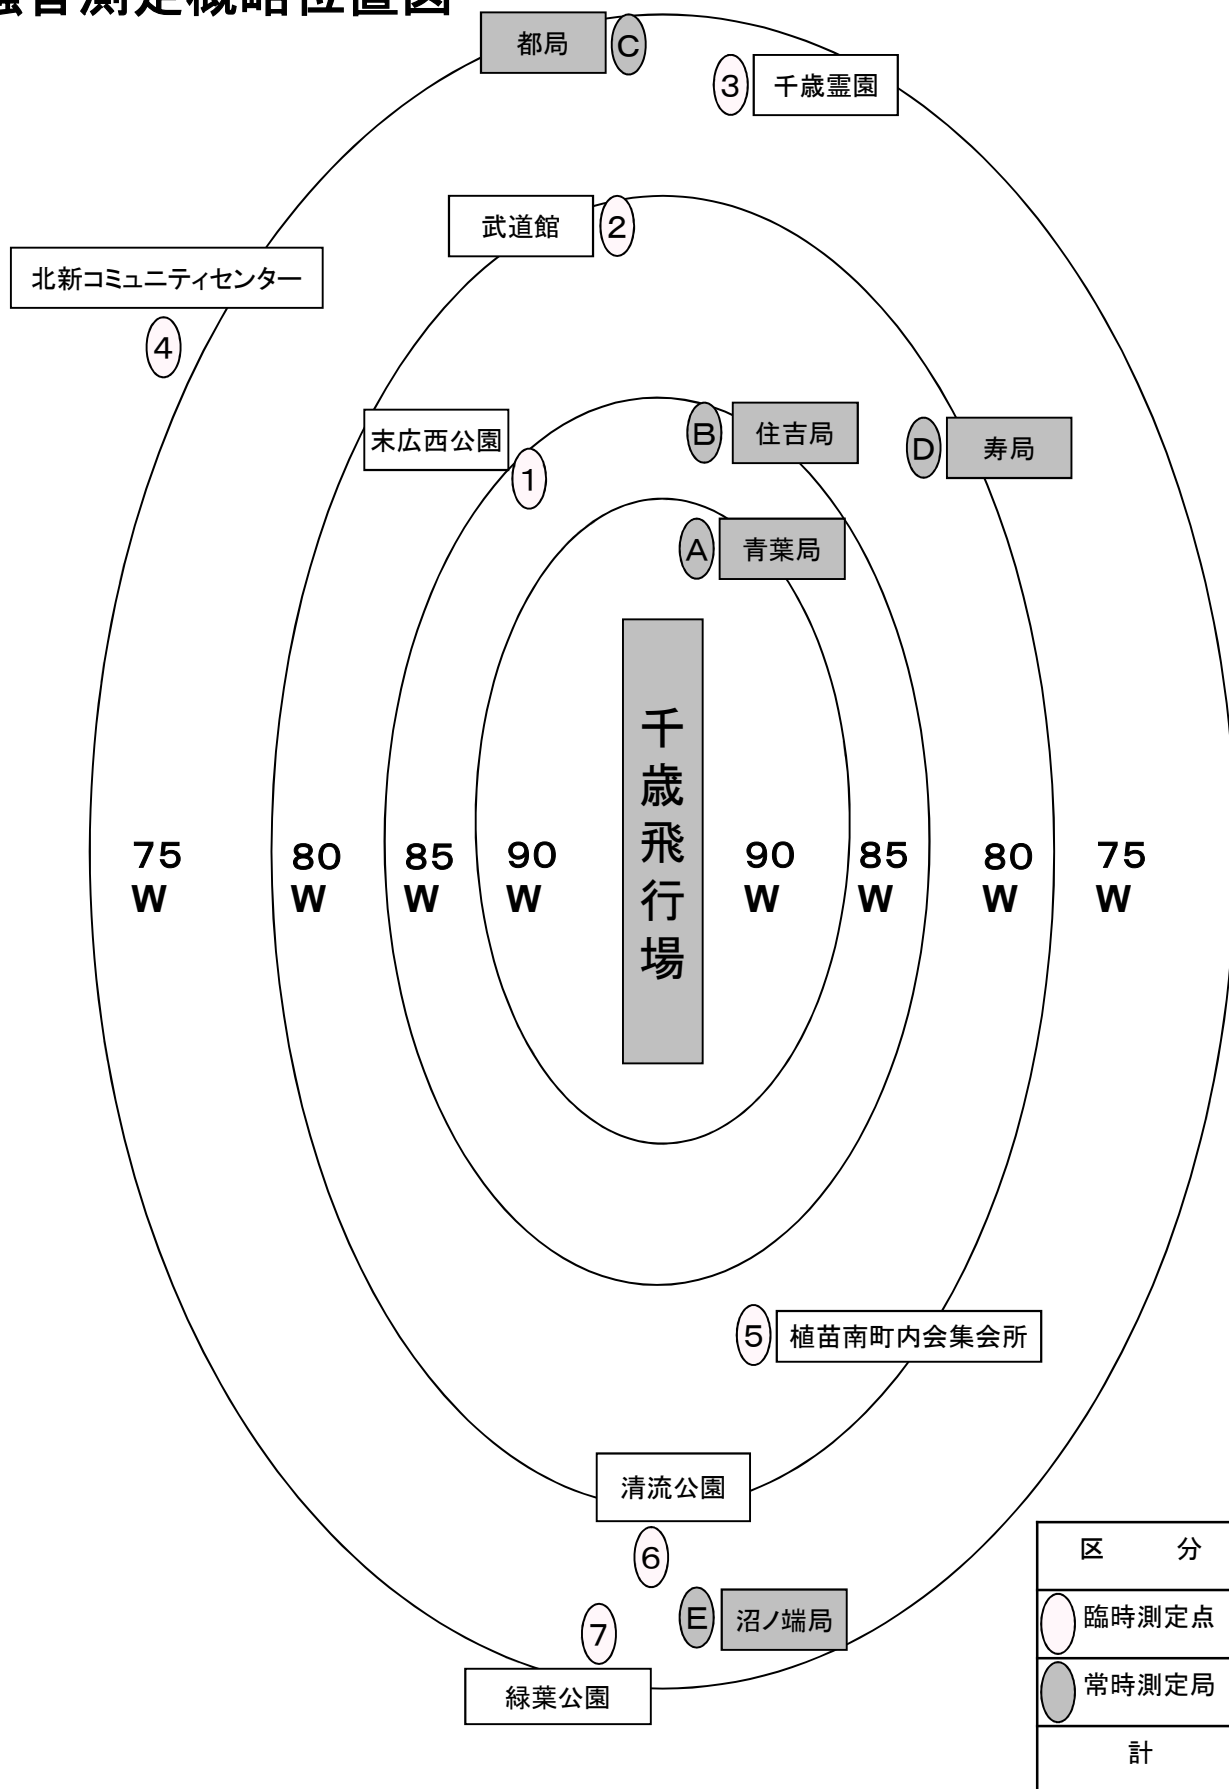 騒音測定概略位置図
都局 C
3 千歳霊園
武道館 2
北新コミュニティセンター
4
末広西公園
1
B 住吉局
D 寿局
A 青葉局
千歳飛行場
75 80 85 90 90 85 80 75
W W W W W W W W
5 植苗南町内会集会所
清流公園
6
E 沼ノ端局
7
緑葉公園
区 分
臨時測定点
常時測定局
計